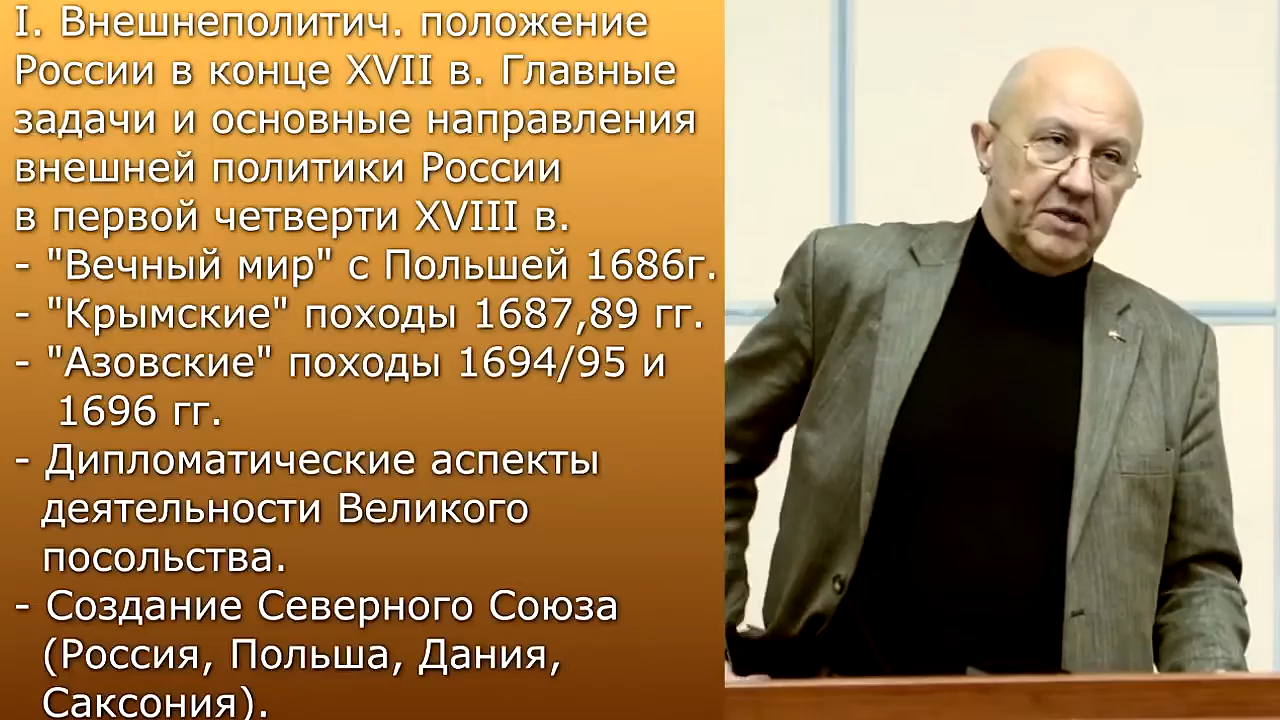 I. Внешнеполитич. положение
России в конце XVII в. Главные
задачи и основные направления
внешней политики России
в первой четверти XVIII в.
- "Вечный мир" с Польшей 1686г.
- "Крымские" походы 1687,89 гг.
- "Азовские" походы 1694/95 и
1696 гг.
- Дипломатические аспекты
деятельности Великого
посольства.
- Создание Северного Союза
(Россия, Польша, Дания,
Саксония).